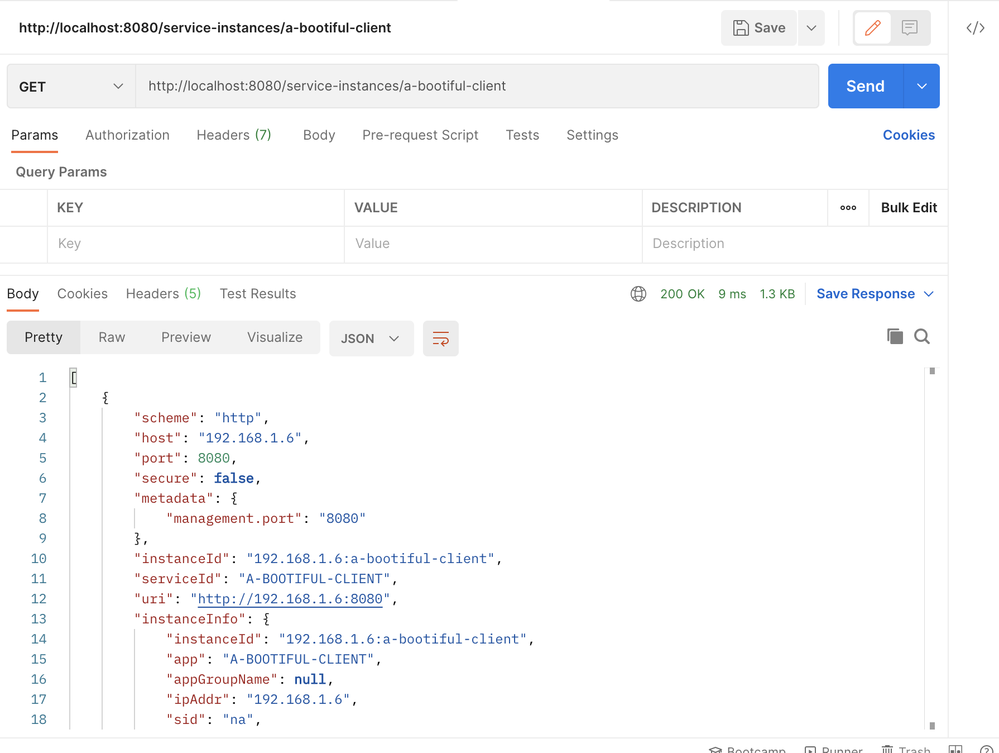 http://localhost:8080/service-instances/a-bootiful-client
Save
GET
http://localhost:8080/service-instances/a-bootiful-client
Send
Params Authorization Headers (7) Body Pre-request Script Tests Settings Cookies
Query Params
KEY VALUE DESCRIPTION ooo Bulk Edit
Key Value Description
Body Cookies Headers (5) Test Results 200 OK 9 ms 1.3 KB Save Response
Pretty Raw Preview Visualize JSON
1 [
2 {
3 "scheme": "http",
4 "host": "192.168.1.6",
5 "port": 8080,
6 "secure": false,
7 "metadata": {
8 "management.port": "8080"
9 },
10 "instanceId": "192.168.1.6:a-bootiful-client",
11 "serviceId": "A-BOOTIFUL-CLIENT",
12 "uri": "http://192.168.1.6:8080",
13 "instanceInfo": {
14 "instanceId": "192.168.1.6:a-bootiful-client",
15 "app": "A-BOOTIFUL-CLIENT",
16 "appGroupName": null,
17 "ipAddr": "192.168.1.6",
18 "sid": "na",
Bootcamp Runner Trash